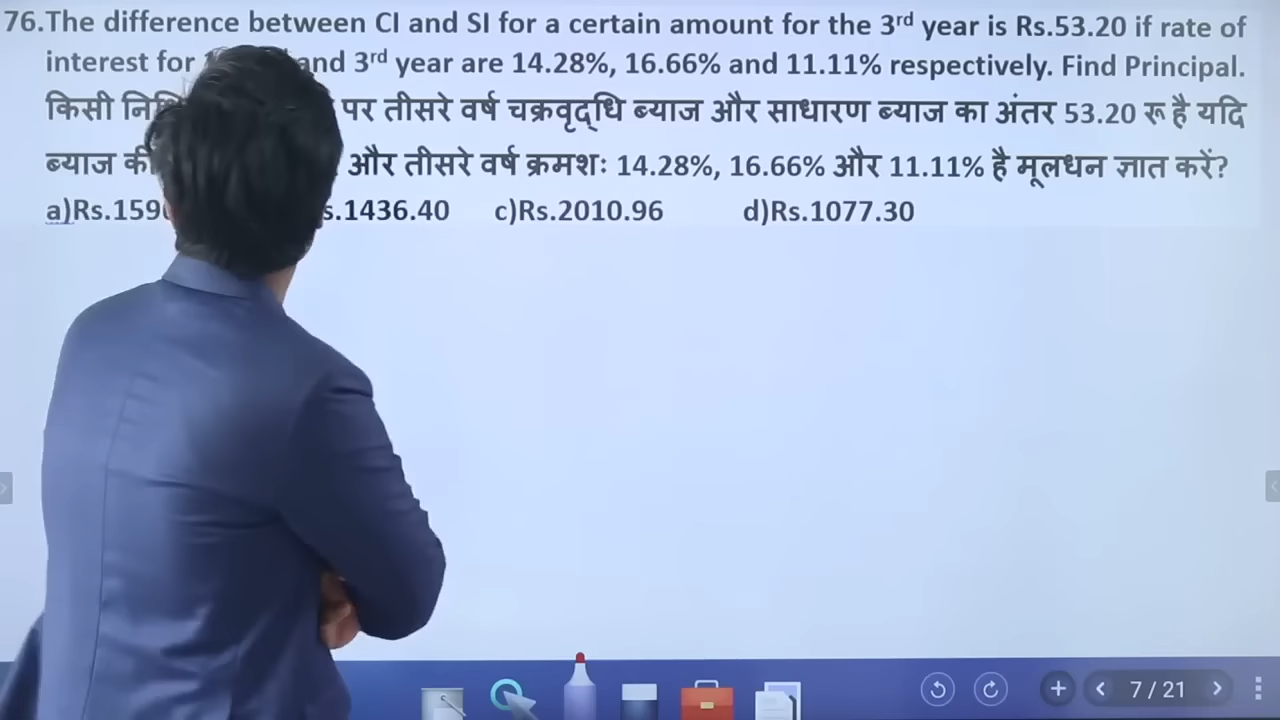 76.The difference between CI and SI for a certain amount for the 3rd year is Rs.53.20 if rate of
interest for and 3rd year are 14.28%, 16.66% and 11.11% respectively. Find Principal.
किसी पर तीसरे वर्ष चक्रवृद्धि ब्याज और साधारण ब्याज का अंतर 53.20 रू है यदि
ब्याज की और तीसरे वर्ष क्रमशः 14.28%, 16.66% और 11.11% है मूलधन ज्ञात करें?
a)Rs.159 s.1436.40 c)Rs.2010.96 d)Rs.1077.30
7 / 21